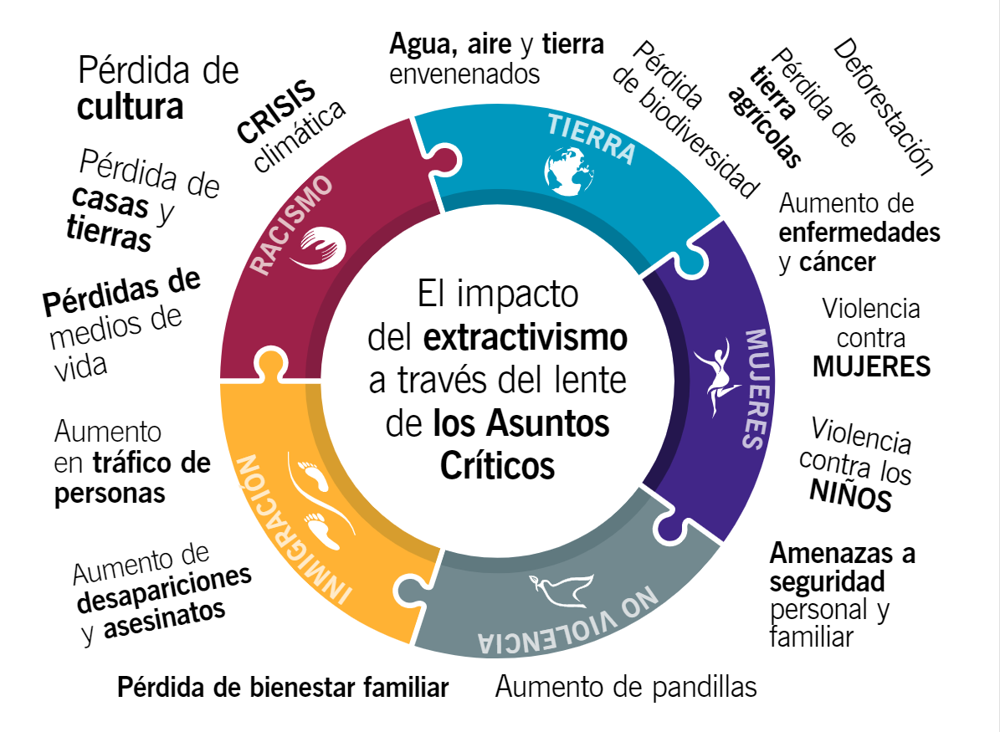 Pérdida de
cultura
CRISIS
climática
Agua, aire y tierra
envenenados
Pérdida
de biodiversidad
Pérdida de
tierra
agrícolas
Deforestación
Pérdida de
casas y
tierras
Aumento de
enfermedades
y cáncer
Pérdidas de
medios de
vida
Violencia
contra
MUJERES
Aumento
en tráfico de
personas
Violencia
contra los
NIÑOS
Aumento de
desapariciones
y asesinatos
Amenazas a
seguridad
personal y
familiar
Pérdida de bienestar familiar
Aumento de pandillas
TIERRA
MUJERES
NO VIOLENCIA
INMIGRACIÓN
RACISMO
El impacto
del extractivismo
a través del lente
de los Asuntos
Críticos